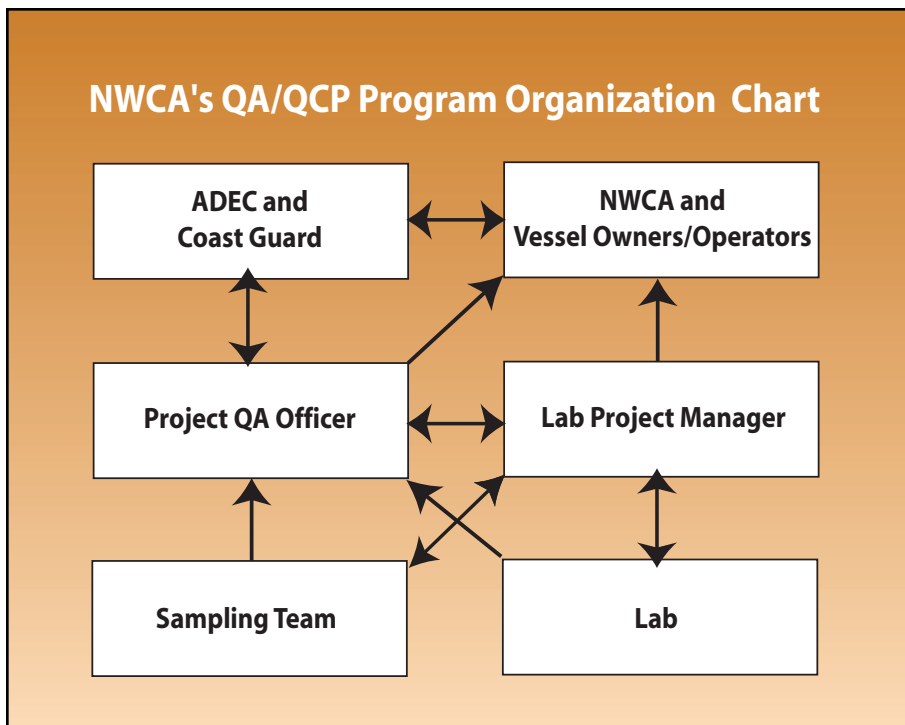 NWCA's QA/QCP Program Organization Chart
ADEC and
Coast Guard
NWCA and
Vessel Owners/Operators
Project QA Officer
Lab Project Manager
Sampling Team
Lab